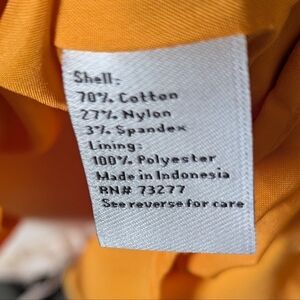 Shell:
70% Cotton
27% Nylon
3% Spandex
Lining:
100% Polyester
Made in Indonesia
RN# 73277
See reverse for care